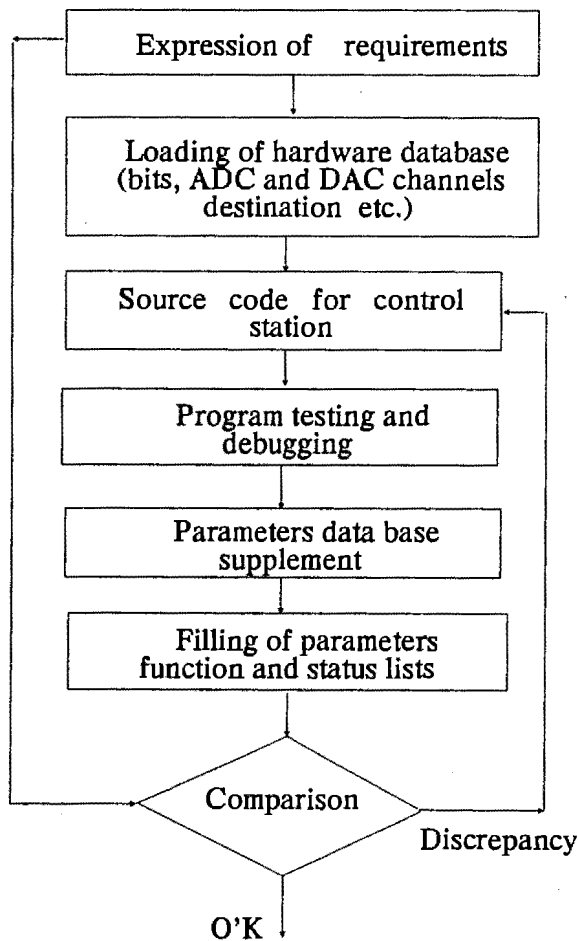 Expression of requirements
Loading of hardware database
(bits, ADC and DAC channels
destination etc.)
Source code for control
station
Program testing and
debugging
Parameters data base
supplement
Filling of parameters
function and status lists
Comparison
Discrepancy
O'K